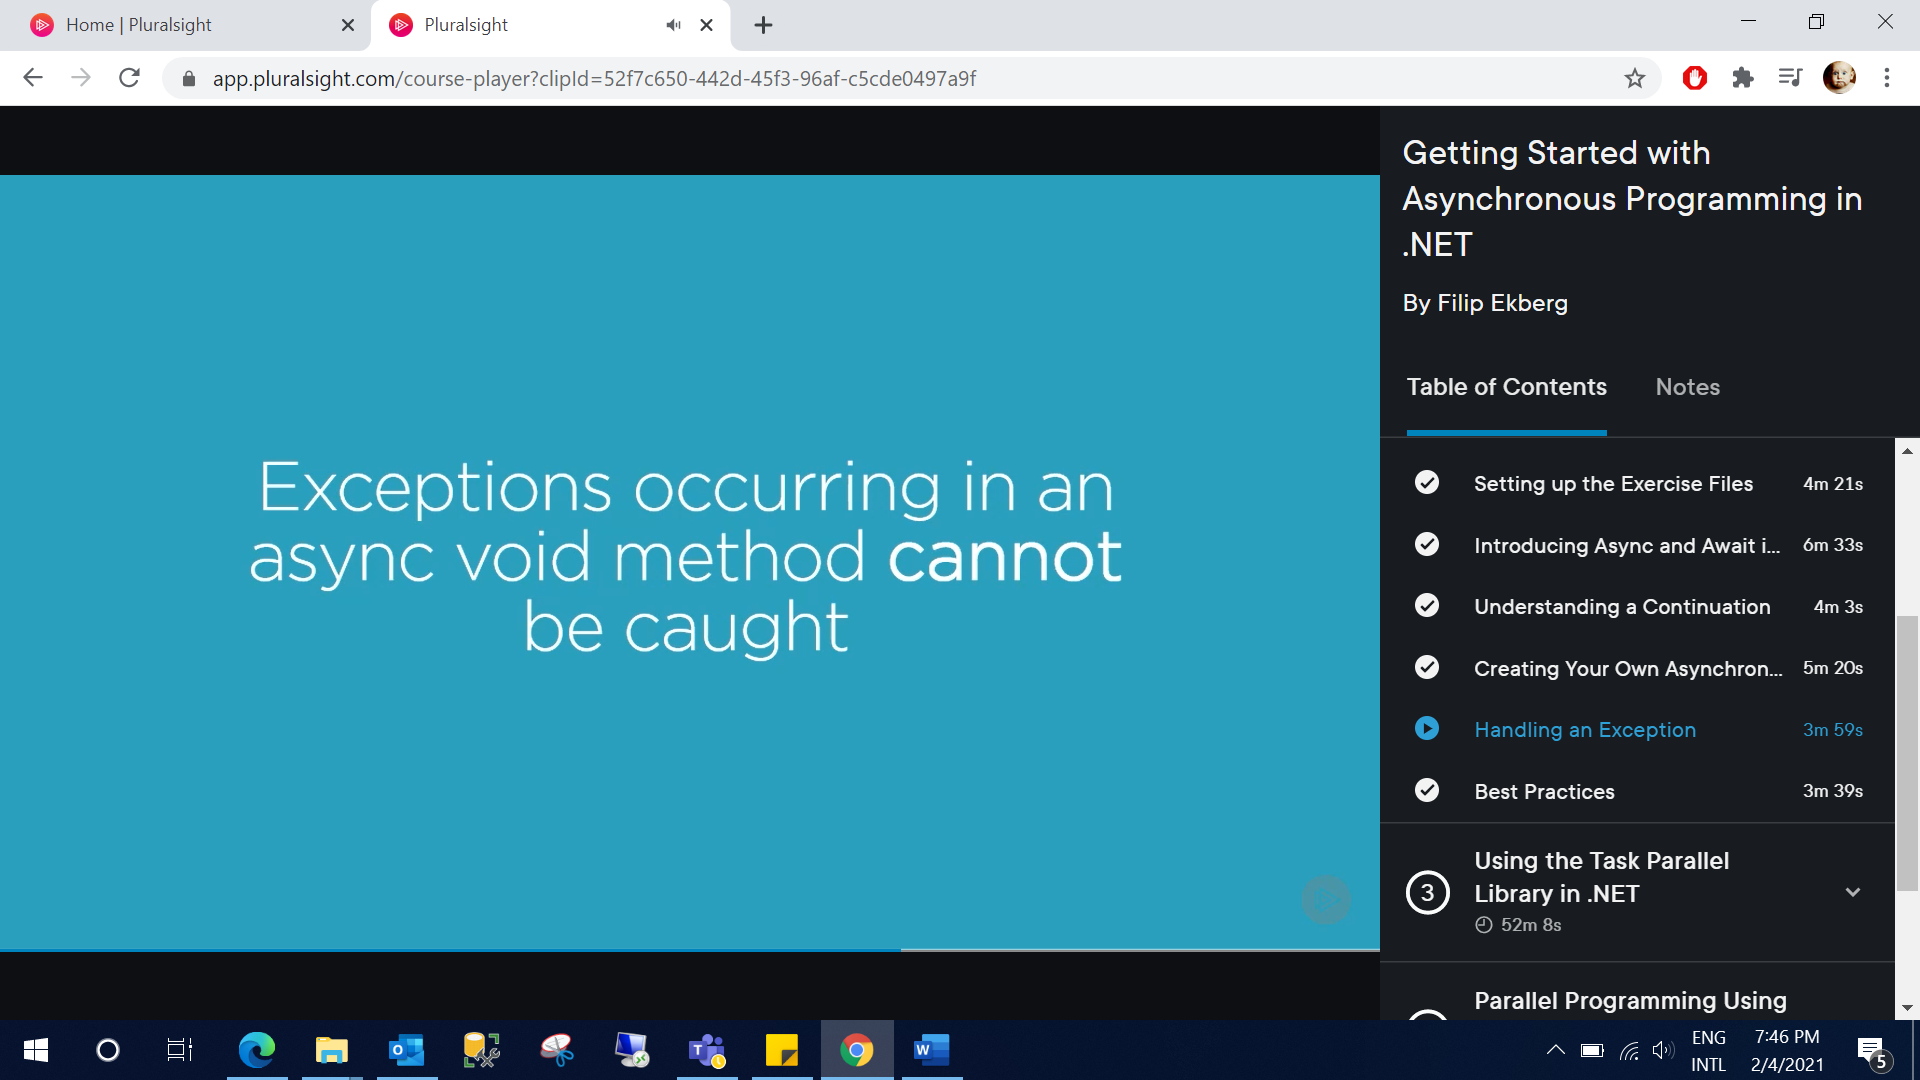 Home | Pluralsight
Pluralsight
app.pluralsight.com/course-player?clipId=52f7c650-442d-45f3-96af-c5cde0497a9f
Exceptions occurring in an
async void method cannot
be caught
Getting Started with
Asynchronous Programming in
.NET
By Filip Ekberg
Table of Contents
Notes
Setting up the Exercise Files 4m 21s
Introducing Async and Await i... 6m 33s
Understanding a Continuation 4m 3s
Creating Your Own Asynchron... 5m 20s
Handling an Exception 3m 59s
Best Practices 3m 39s
3
Using the Task Parallel
Library in .NET
52m 8s
Parallel Programming Using
ENG
INTL
7:46 PM
2/4/2021
5